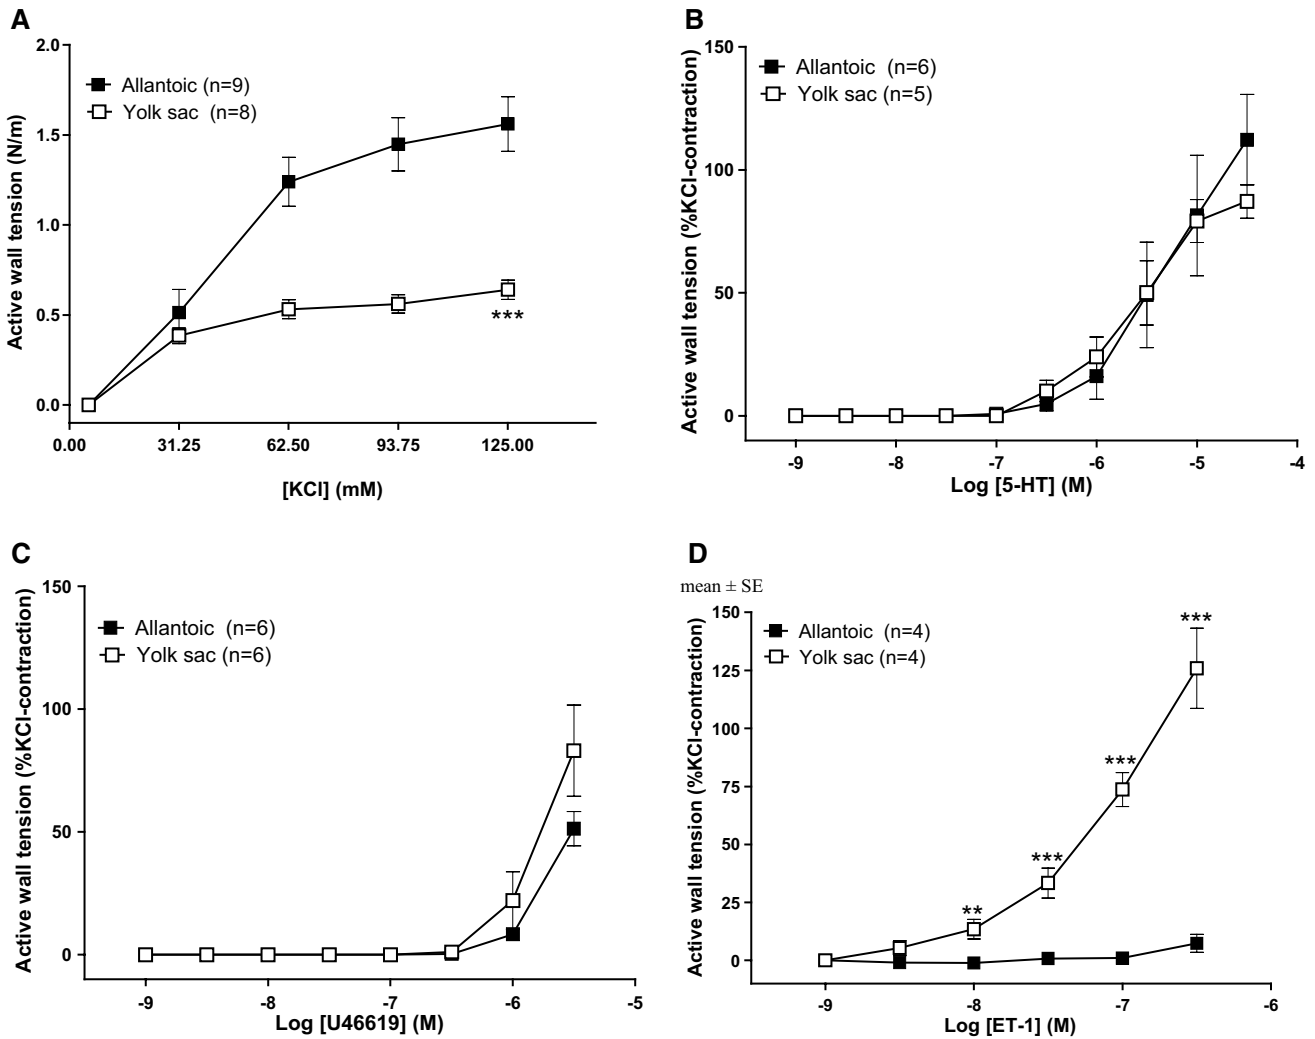 A
Active wall tension (N/m)
2.0
1.5
1.0
0.5
0.0
Allantoic (n=9)
Yolk sac (n=8)
***
0.00 31.25 62.50 93.75 125.00
[KCl] (mM)
B
Active wall tension (%KCl-contraction)
150
100
50
0
Allantoic (n=6)
Yolk sac (n=5)
-9 -8 -7 -6 -5 -4
Log [5-HT] (M)
C
Active wall tension (%KCl-contraction)
150
100
50
0
Allantoic (n=6)
Yolk sac (n=6)
-9 -8 -7 -6 -5
Log [U46619] (M)
D
mean ± SE
Active wall tension (%KCl-contraction)
150
125
100
75
50
25
0
Allantoic (n=4)
Yolk sac (n=4)
***
***
***
**
-9 -8 -7 -6
Log [ET-1] (M)